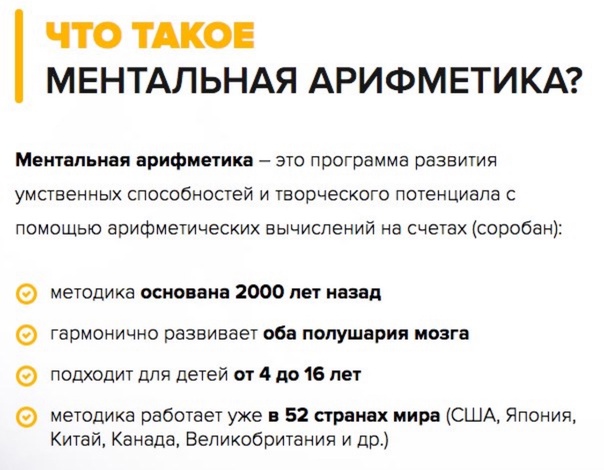 ЧТО ТАКОЕ
МЕНТАЛЬНАЯ АРИФМЕТИКА?
Ментальная арифметика – это программа развития
умственных способностей и творческого потенциала с
помощью арифметических вычислений на счетах (соробан):
методика основана 2000 лет назад
гармонично развивает оба полушария мозга
подходит для детей от 4 до 16 лет
методика работает уже в 52 странах мира (США, Япония,
Китай, Канада, Великобритания и др.)